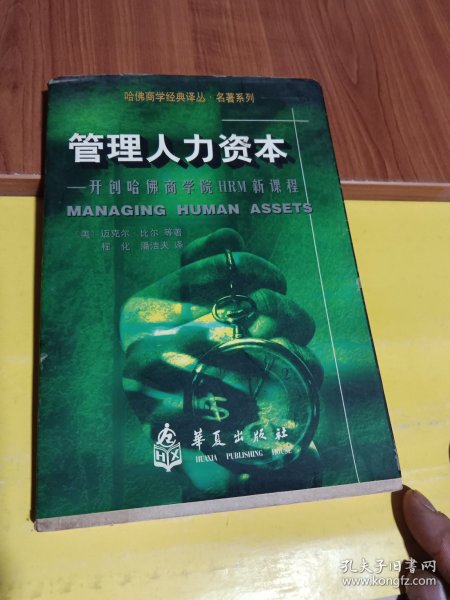 哈佛商学经典译丛·名著系列
管理人力资本
—开创哈佛商学院HRM新课程
MANAGING HUMAN ASSETS
〔美〕迈克尔·比尔 等著
程化 潘洁夫 译
HX
华夏出版社
HUAXIA PUBLISHING HOUSE
孔夫子旧书网
www.kongfz.com